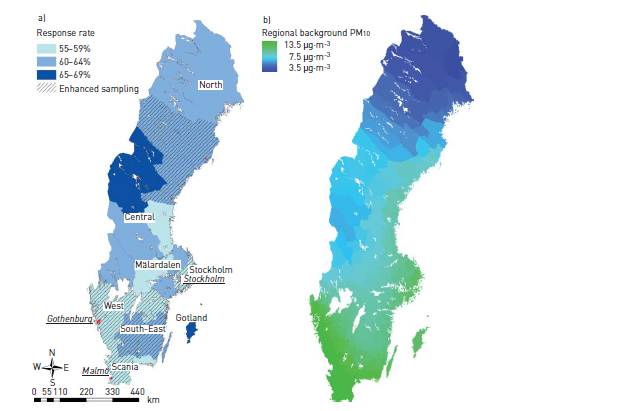 a)
Response rate
55–59%
60–64%
65–69%
Enhanced sampling
North
Central
Mälardalen
Stockholm
Stockholm
West
Gothenburg
South-East
Gotland
Malmö
Scania
N
W E
S
0 55 110 220 330 440
km
b)
Regional background PM10
13.5 µg·m-3
7.5 µg·m-3
3.5 µg·m-3